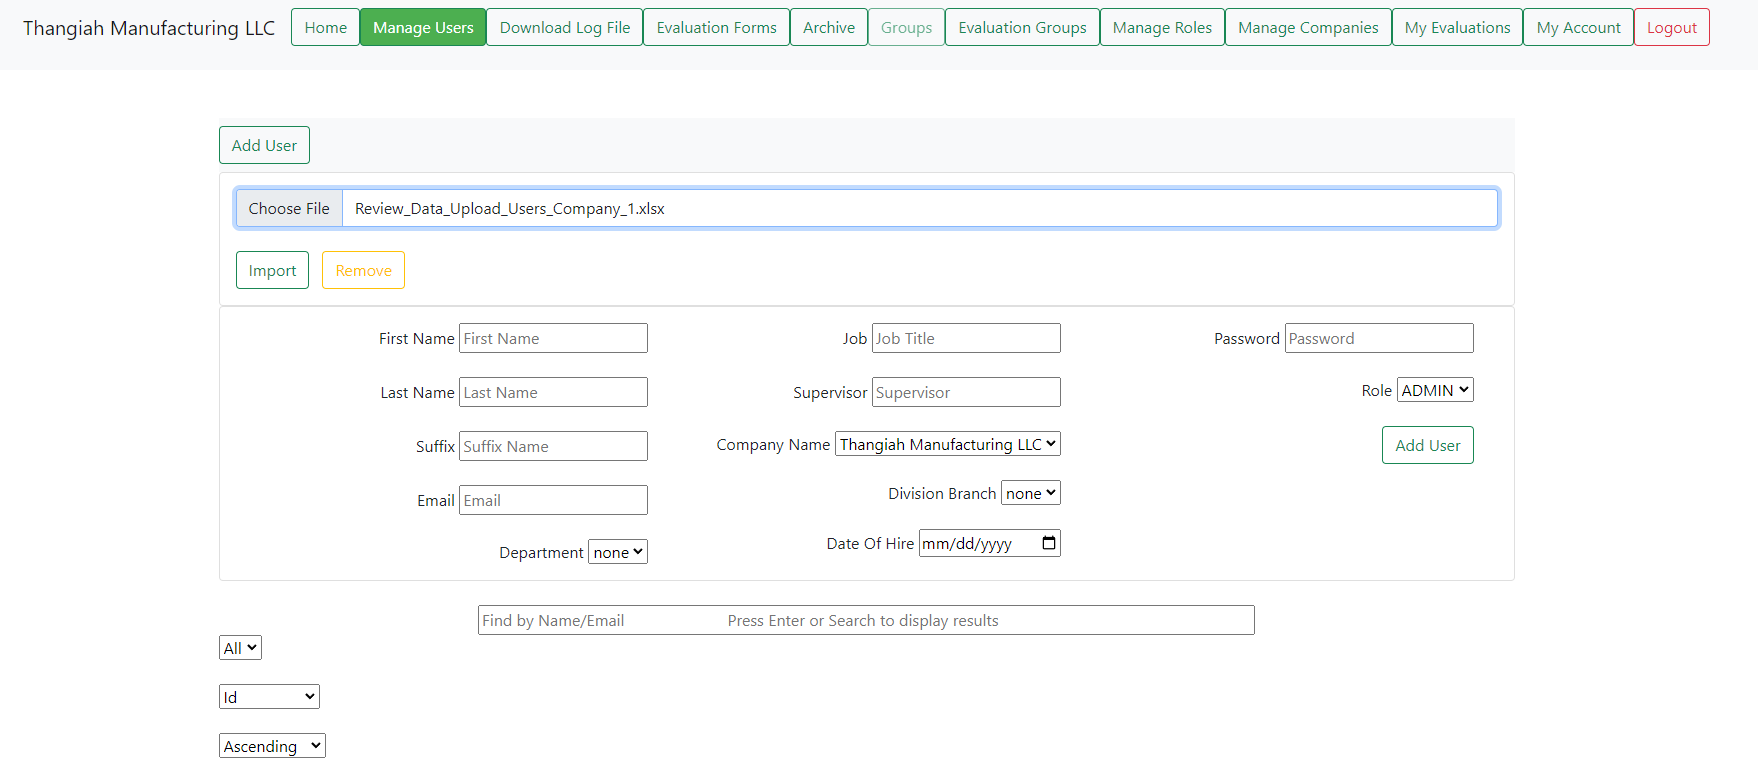 Thangiah Manufacturing LLC Home Manage Users Download Log File Evaluation Forms Archive Groups Evaluation Groups Manage Roles Manage Companies My Evaluations My Account Logout
Add User
Choose File Review_Data_Upload_Users_Company_1.xlsx
Import Remove
First Name First Name Job Job Title Password Password
Last Name Last Name Supervisor Supervisor Role ADMIN
Suffix Suffix Name Company Name Thangiah Manufacturing LLC Add User
Email Email Division Branch none
Department none Date Of Hire mm/dd/yyyy
Find by Name/Email Press Enter or Search to display results
All
Id
Ascending